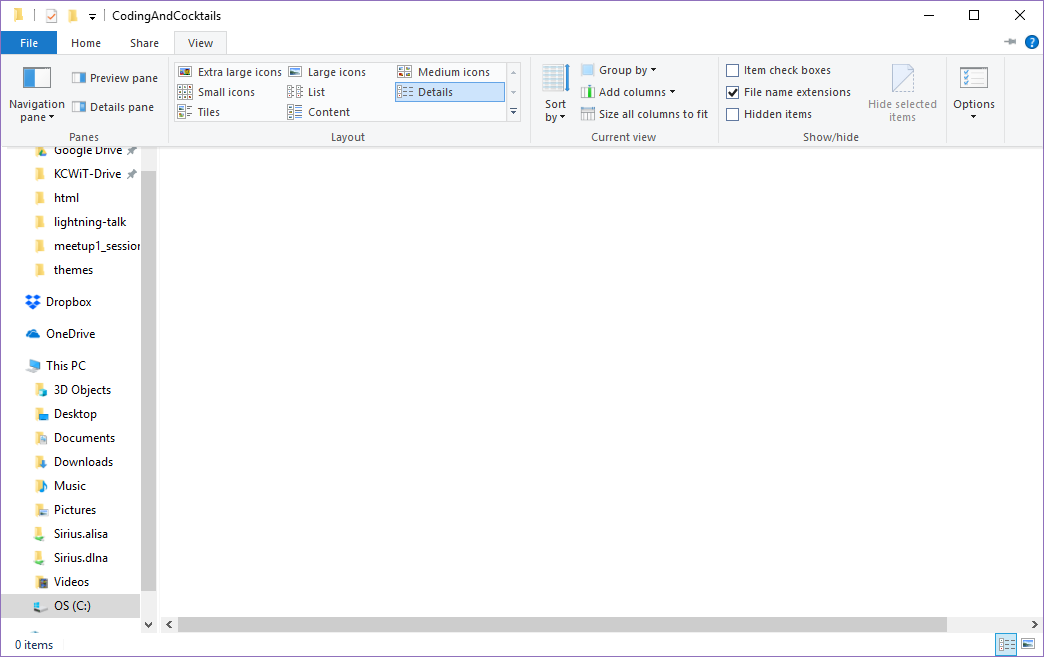 CodingAndCocktails
File Home Share View
Navigation pane
Preview pane
Details pane
Panes
Extra large icons Large icons Medium icons
Small icons List Details
Tiles Content
Layout
Sort by
Group by
Add columns
Size all columns to fit
Current view
Item check boxes
File name extensions
Hidden items
Hide selected items
Show/hide
Options
Google Drive
KCWiT-Drive
html
lightning-talk
meetup1_session
themes
Dropbox
OneDrive
This PC
3D Objects
Desktop
Documents
Downloads
Music
Pictures
Sirius.alisa
Sirius.dlna
Videos
OS (C:)
0 items